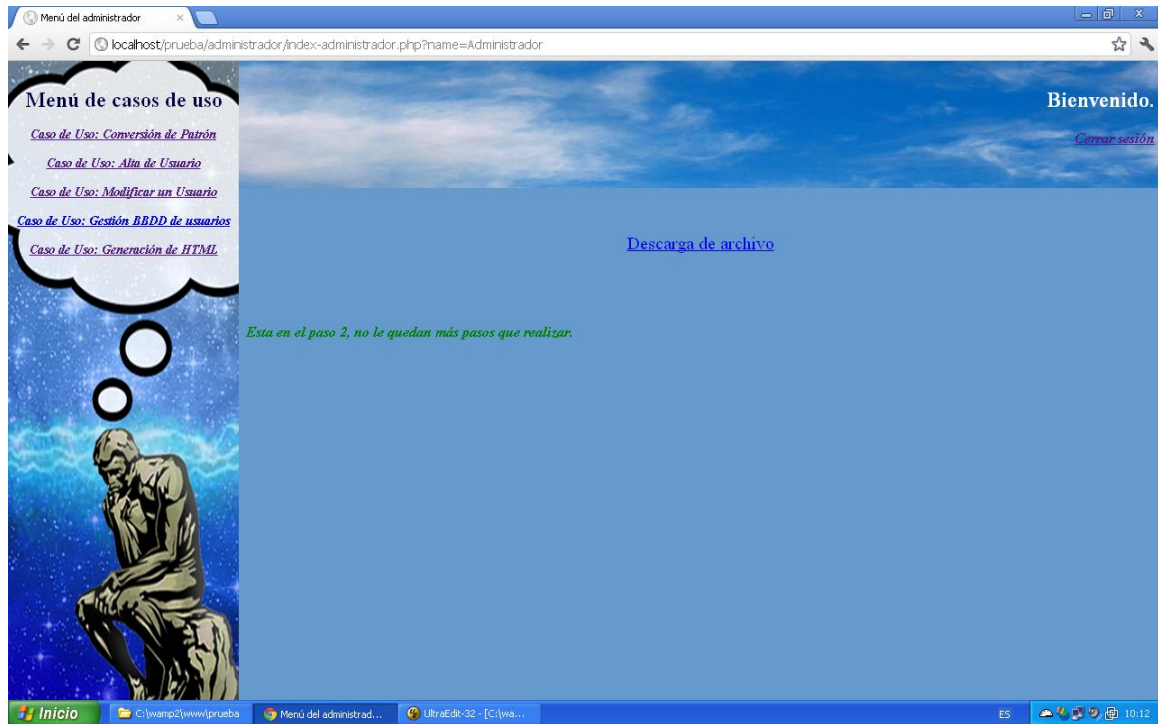 Menú del administrador
localhost/prueba/administrador/index-administrador.php?name=Administrador
Menú de casos de uso
Caso de Uso: Conversión de Patrón
Caso de Uso: Alta de Usuario
Caso de Uso: Modificar un Usuario
Caso de Uso: Gestión BBDD de usuarios
Caso de Uso: Generación de HTML
Bienvenido.
Cerrar sesión
Descarga de archivo
Esta en el paso 2, no le quedan más pasos que realizar.
Inicio
C:\wamp2\www\prueba
Menú del administrad...
UltraEdit-32 - [C:\wa...
ES
10:12